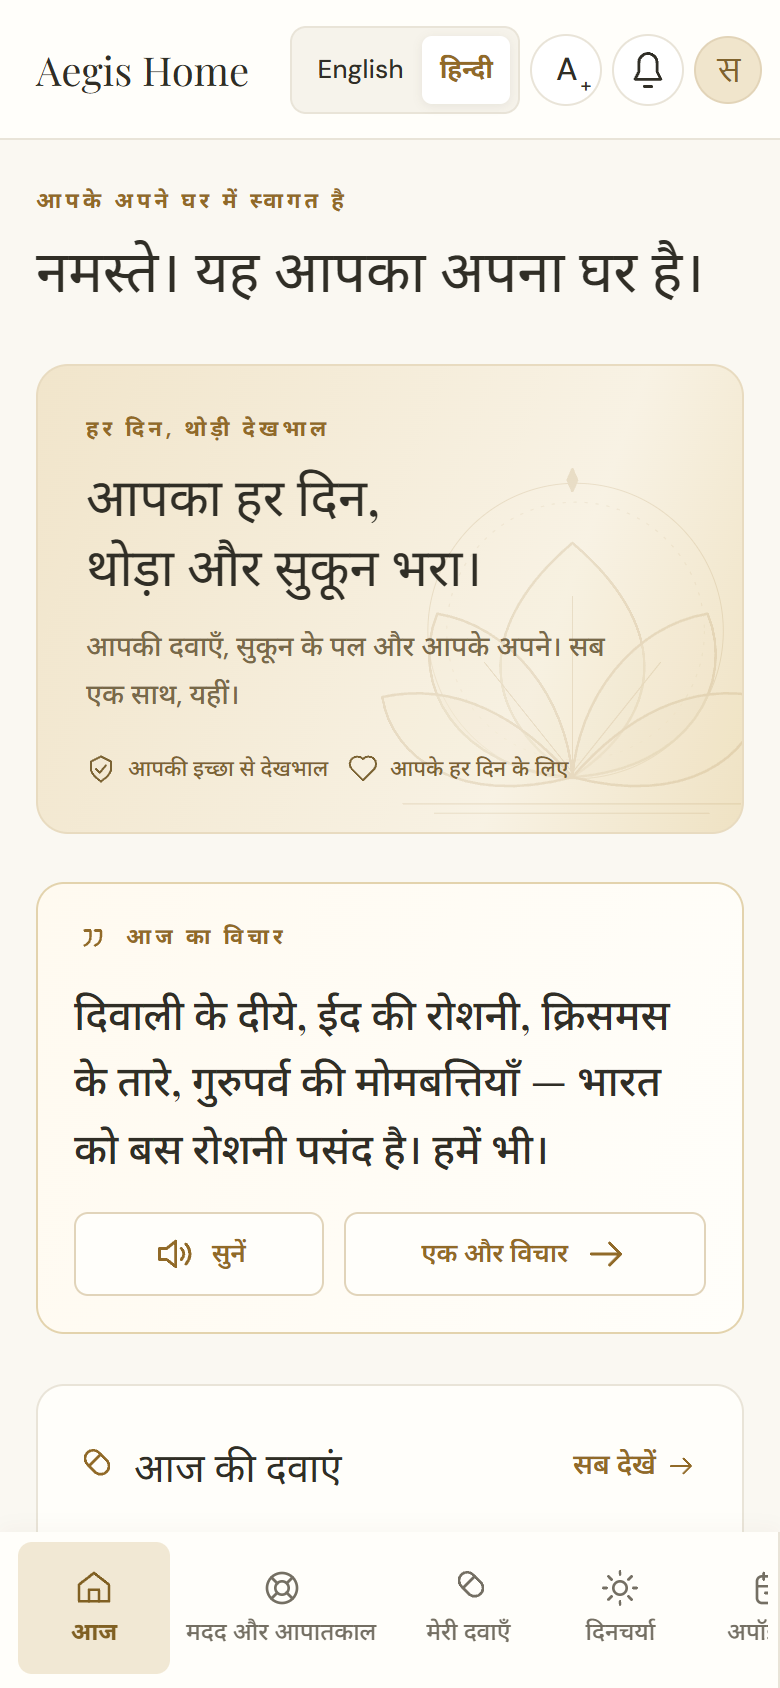 Aegis Home English हिन्दी A+ स
आपके अपने घर में स्वागत है
नमस्ते। यह आपका अपना घर है।
हर दिन, थोड़ी देखभाल
आपका हर दिन,
थोड़ा और सुकून भरा।
आपकी दवाएँ, सुकून के पल और आपके अपने। सब
एक साथ, यहीं।
आपकी इच्छा से देखभाल आपके हर दिन के लिए
आज का विचार
दिवाली के दीये, ईद की रोशनी, क्रिसमस
के तारे, गुरुपर्व की मोमबत्तियाँ — भारत
को बस रोशनी पसंद है। हमें भी।
सुनें एक और विचार →
आज की दवाएं सब देखें →
आज मदद और आपातकाल मेरी दवाएँ दिनचर्या